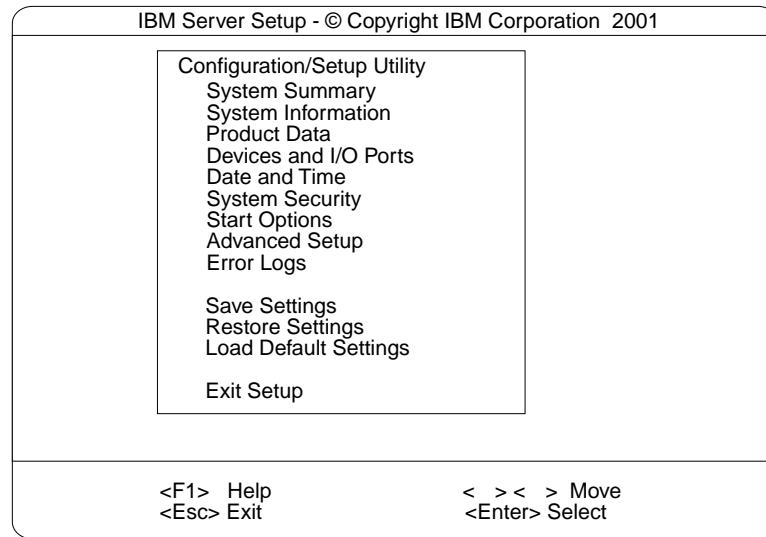 IBM Server Setup - © Copyright IBM Corporation 2001
Configuration/Setup Utility
System Summary
System Information
Product Data
Devices and I/O Ports
Date and Time
System Security
Start Options
Advanced Setup
Error Logs
Save Settings
Restore Settings
Load Default Settings
Exit Setup
<F1> Help < > < > Move
<Esc> Exit <Enter> Select